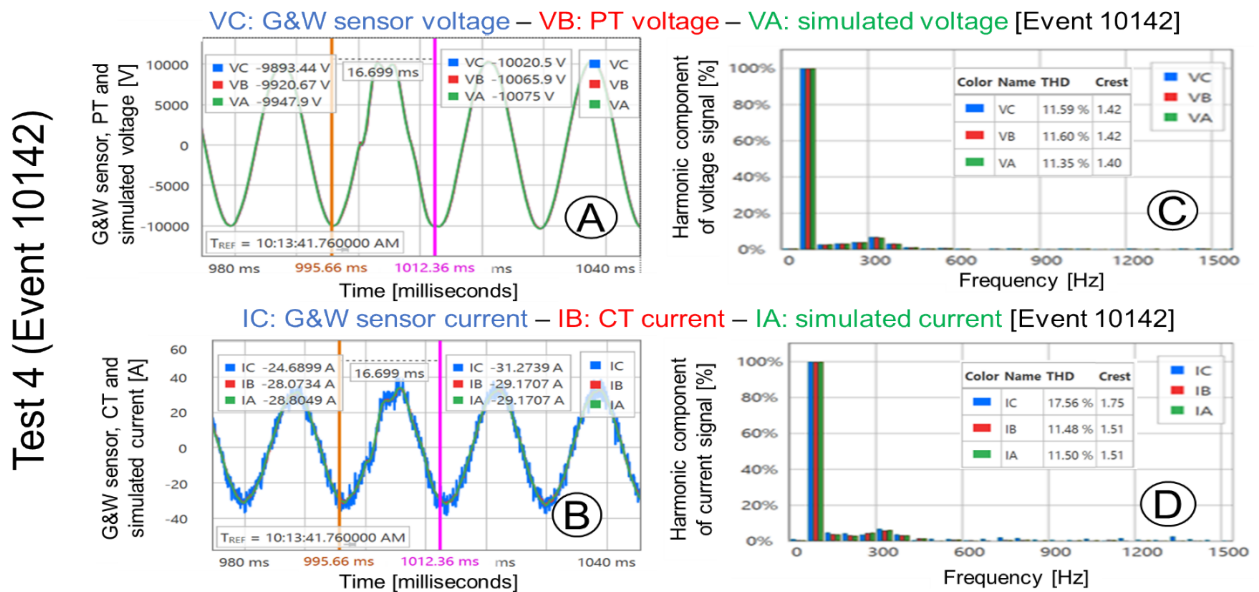 VC: G&W sensor voltage – VB: PT voltage – VA: simulated voltage [Event 10142]
Test 4 (Event 10142)
G&W sensor, PT and
simulated voltage [V]
10000
5000
0
-5000
-10000
VC -9893.44 V
VB -9920.67 V
VA -9947.9 V
16.699 ms
VC -10020.5 V
VB -10065.9 V
VA -10075 V
VC
VB
VA
A
TREF = 10:13:41.760000 AM
980 ms
995.66 ms
1012.36 ms
ms
1040 ms
Time [milliseconds]
Harmonic component
of voltage signal [%]
100%
80%
60%
40%
20%
0%
Color Name THD Crest
VC 11.59 % 1.42
VB 11.60 % 1.42
VA 11.35 % 1.40
VC
VB
VA
C
0 300 600 900 1200 1500
Frequency [Hz]
IC: G&W sensor current – IB: CT current – IA: simulated current [Event 10142]
G&W sensor, CT and
simulated current [A]
60
40
20
0
-20
-40
IC -24.6899 A
IB -28.0734 A
IA -28.8049 A
16.699 ms
IC -31.2739 A
IB -29.1707 A
IA -29.1707 A
IC
IB
IA
B
TREF = 10:13:41.760000 AM
980 ms
995.66 ms
1012.36 ms
ms
1040 ms
Time [milliseconds]
Harmonic component
of current signal [%]
100%
80%
60%
40%
20%
0%
Color Name THD Crest
IC 17.56 % 1.75
IB 11.48 % 1.51
IA 11.50 % 1.51
IC
IB
IA
D
0 300 600 900 1200 1500
Frequency [Hz]